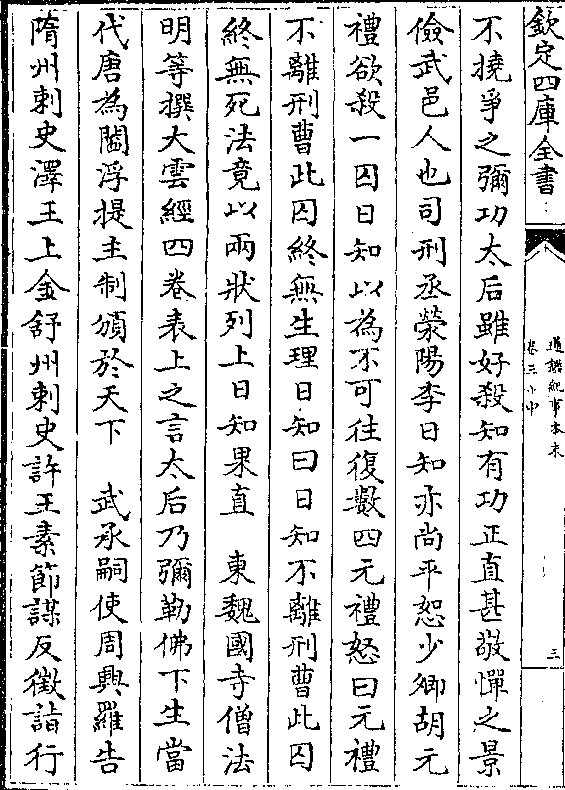 欽定四庫全書
通鑑紀事本末
卷三十中
三
不撓爭之彌功太后雖好殺知有功正直甚敬憚之景
儉武邑人也司刑丞滎陽李日知亦尚平恕少卿胡元
禮欲殺一囚日知以為不可往復數四元禮怒曰元禮
不離刑曹此囚終無生理日知曰日知不離刑曹此囚
終無死法竟以兩狀列上日知果直　東魏國寺僧法
明等撰大雲經四卷表上之言太后乃彌勒佛下生當
代唐為閻浮提主制頒於天下　武承嗣使周興羅告
隋州刺史澤王上金舒州刺史許王素節謀反徵詣行